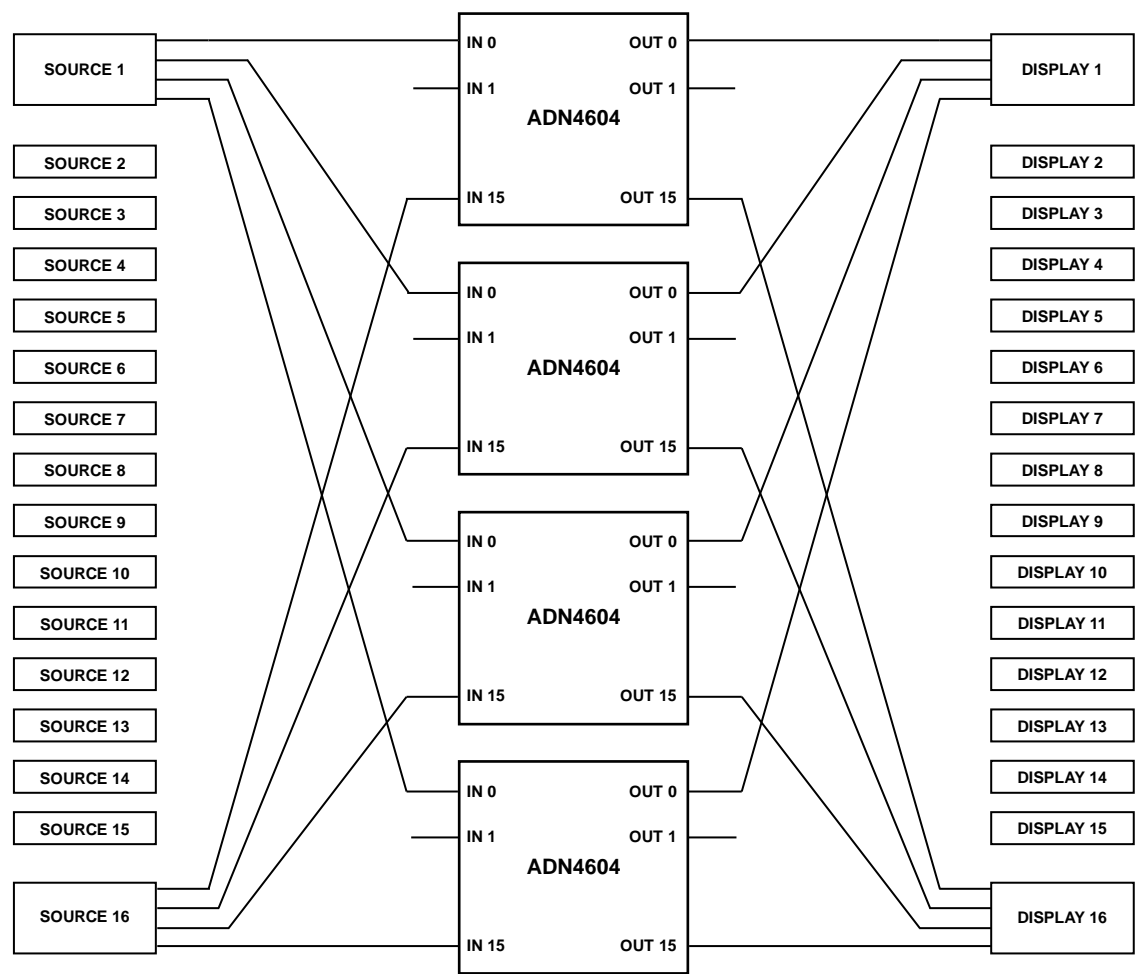 SOURCE 1
SOURCE 2
SOURCE 3
SOURCE 4
SOURCE 5
SOURCE 6
SOURCE 7
SOURCE 8
SOURCE 9
SOURCE 10
SOURCE 11
SOURCE 12
SOURCE 13
SOURCE 14
SOURCE 15
SOURCE 16
IN 0 OUT 0
IN 1 OUT 1
ADN4604
IN 15 OUT 15
IN 0 OUT 0
IN 1 OUT 1
ADN4604
IN 15 OUT 15
IN 0 OUT 0
IN 1 OUT 1
ADN4604
IN 15 OUT 15
IN 0 OUT 0
IN 1 OUT 1
ADN4604
IN 15 OUT 15
DISPLAY 1
DISPLAY 2
DISPLAY 3
DISPLAY 4
DISPLAY 5
DISPLAY 6
DISPLAY 7
DISPLAY 8
DISPLAY 9
DISPLAY 10
DISPLAY 11
DISPLAY 12
DISPLAY 13
DISPLAY 14
DISPLAY 15
DISPLAY 16